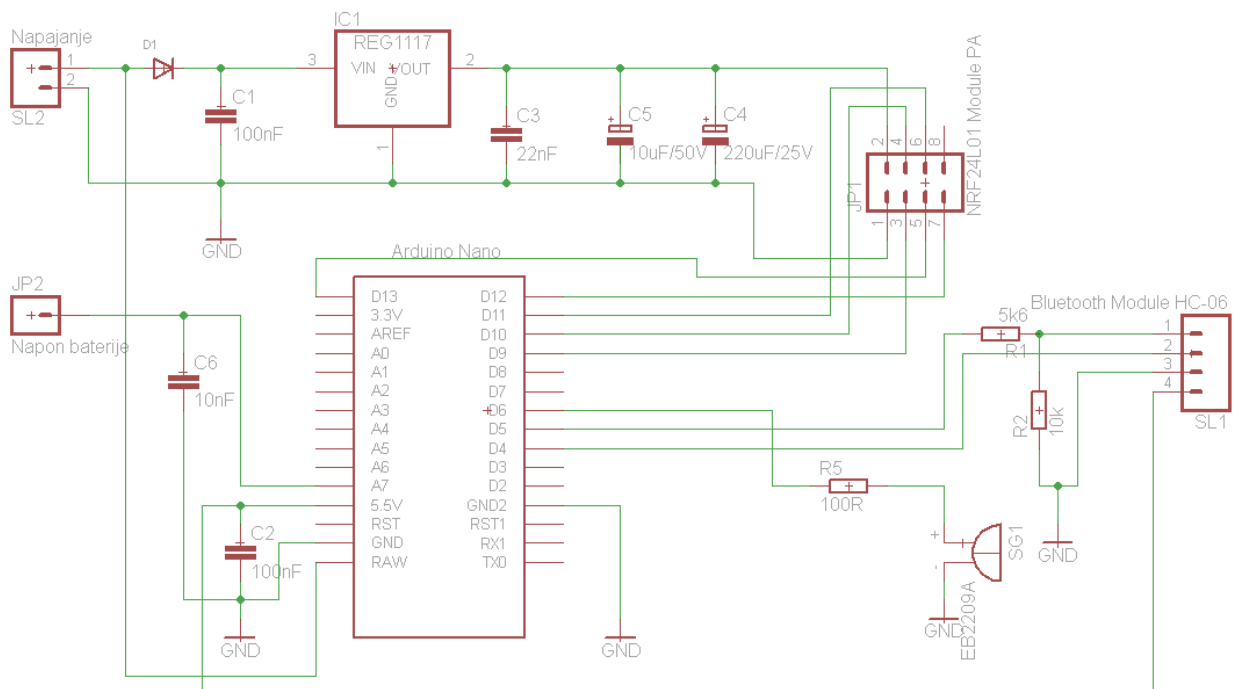 Napajanje
1
2
SL2
D1
C1
100nF
IC1
REG1117
3
VIN
VOUT
GND
2
1
C3
22nF
C5
10uF/50V
C4
220uF/25V
2
4
6
8
JP1
1
3
5
7
NRF24L01 Module PA
GND
Arduino Nano
JP2
Napon baterije
C6
10nF
C2
100nF
GND
D13
3.3V
AREF
A0
A1
A2
A3
A4
A5
A6
A7
5.5V
RST
GND
RAW
D12
D11
D10
D9
D8
D7
D6
D5
D4
D3
D2
GND2
RST1
RX1
TX0
GND
R5
100R
SG1
EB2209A
GND
Bluetooth Module HC-06
5k6
R1
R2
10k
GND
1
2
3
4
SL1